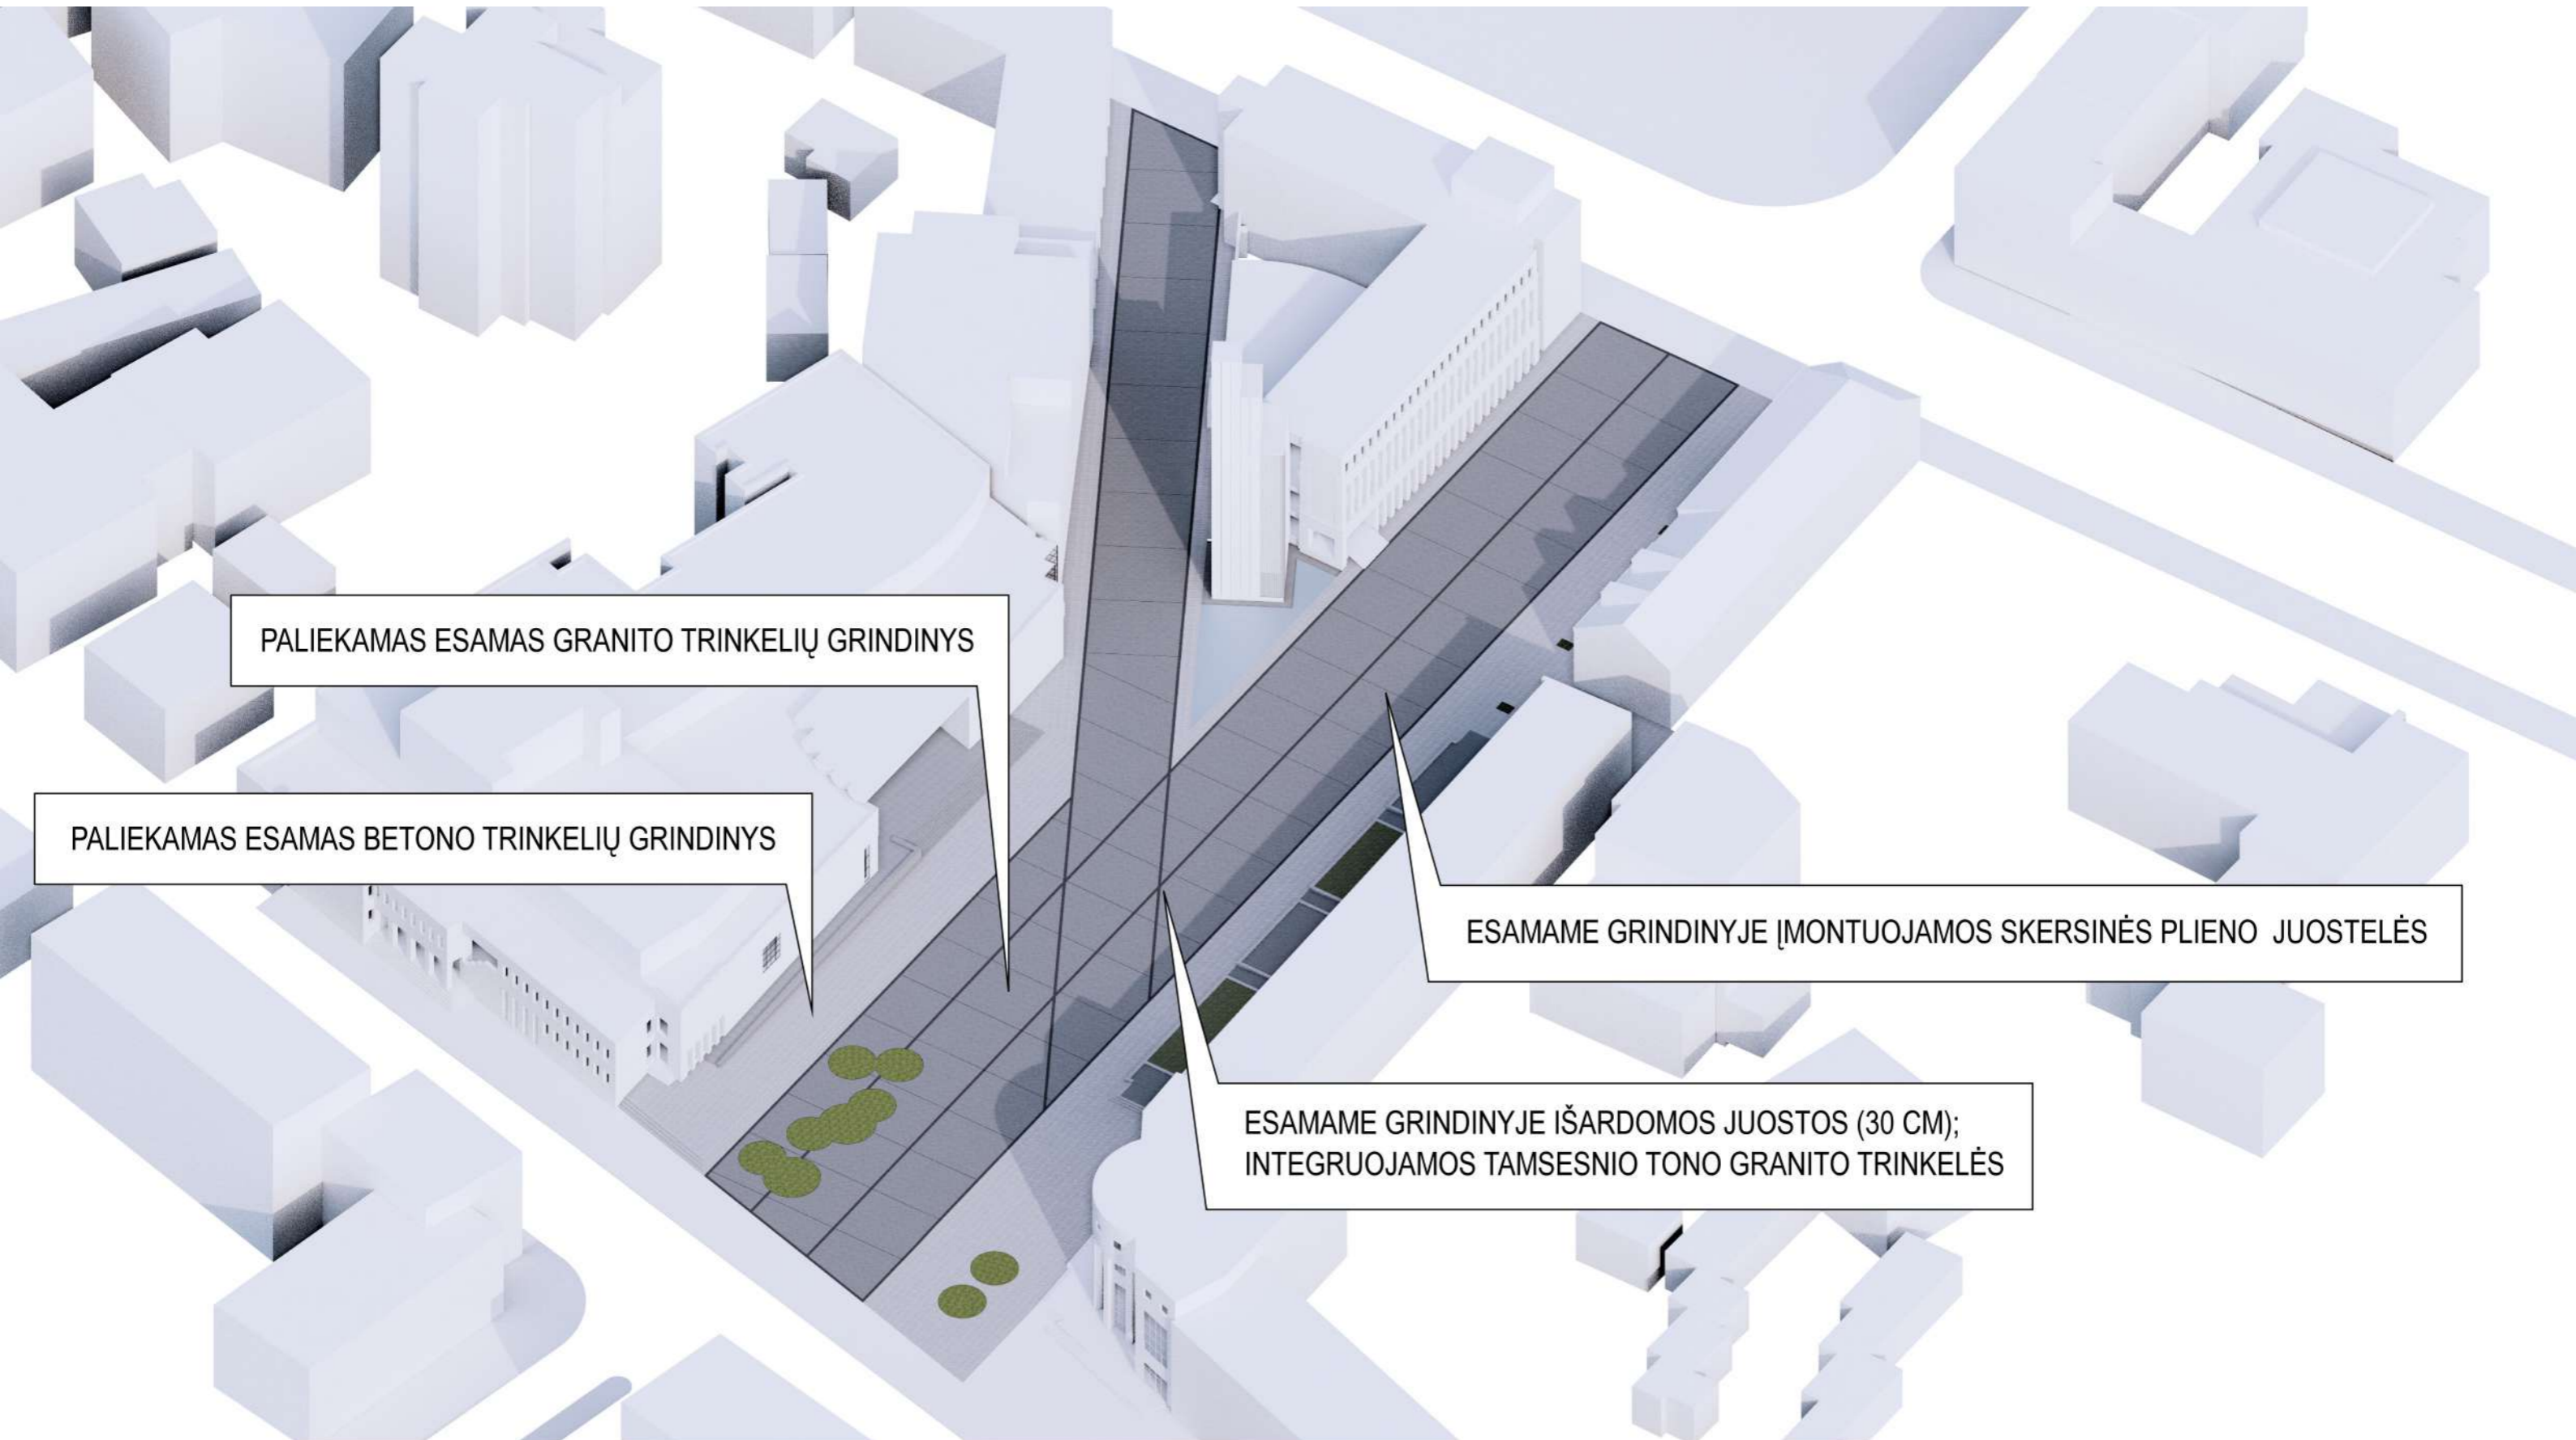 PALIEKAMAS ESAMAS GRANITO TRINKELIŲ GRINDINYS
PALIEKAMAS ESAMAS BETONO TRINKELIŲ GRINDINYS
ESAMAME GRINDINYJE ĮMONTUOJAMOS SKERSINĖS PLIENO JUOSTELĖS
ESAMAME GRINDINYJE IŠARDOMOS JUOSTOS (30 CM);
INTEGRUOJAMOS TAMSESNIO TONO GRANITO TRINKELĖS